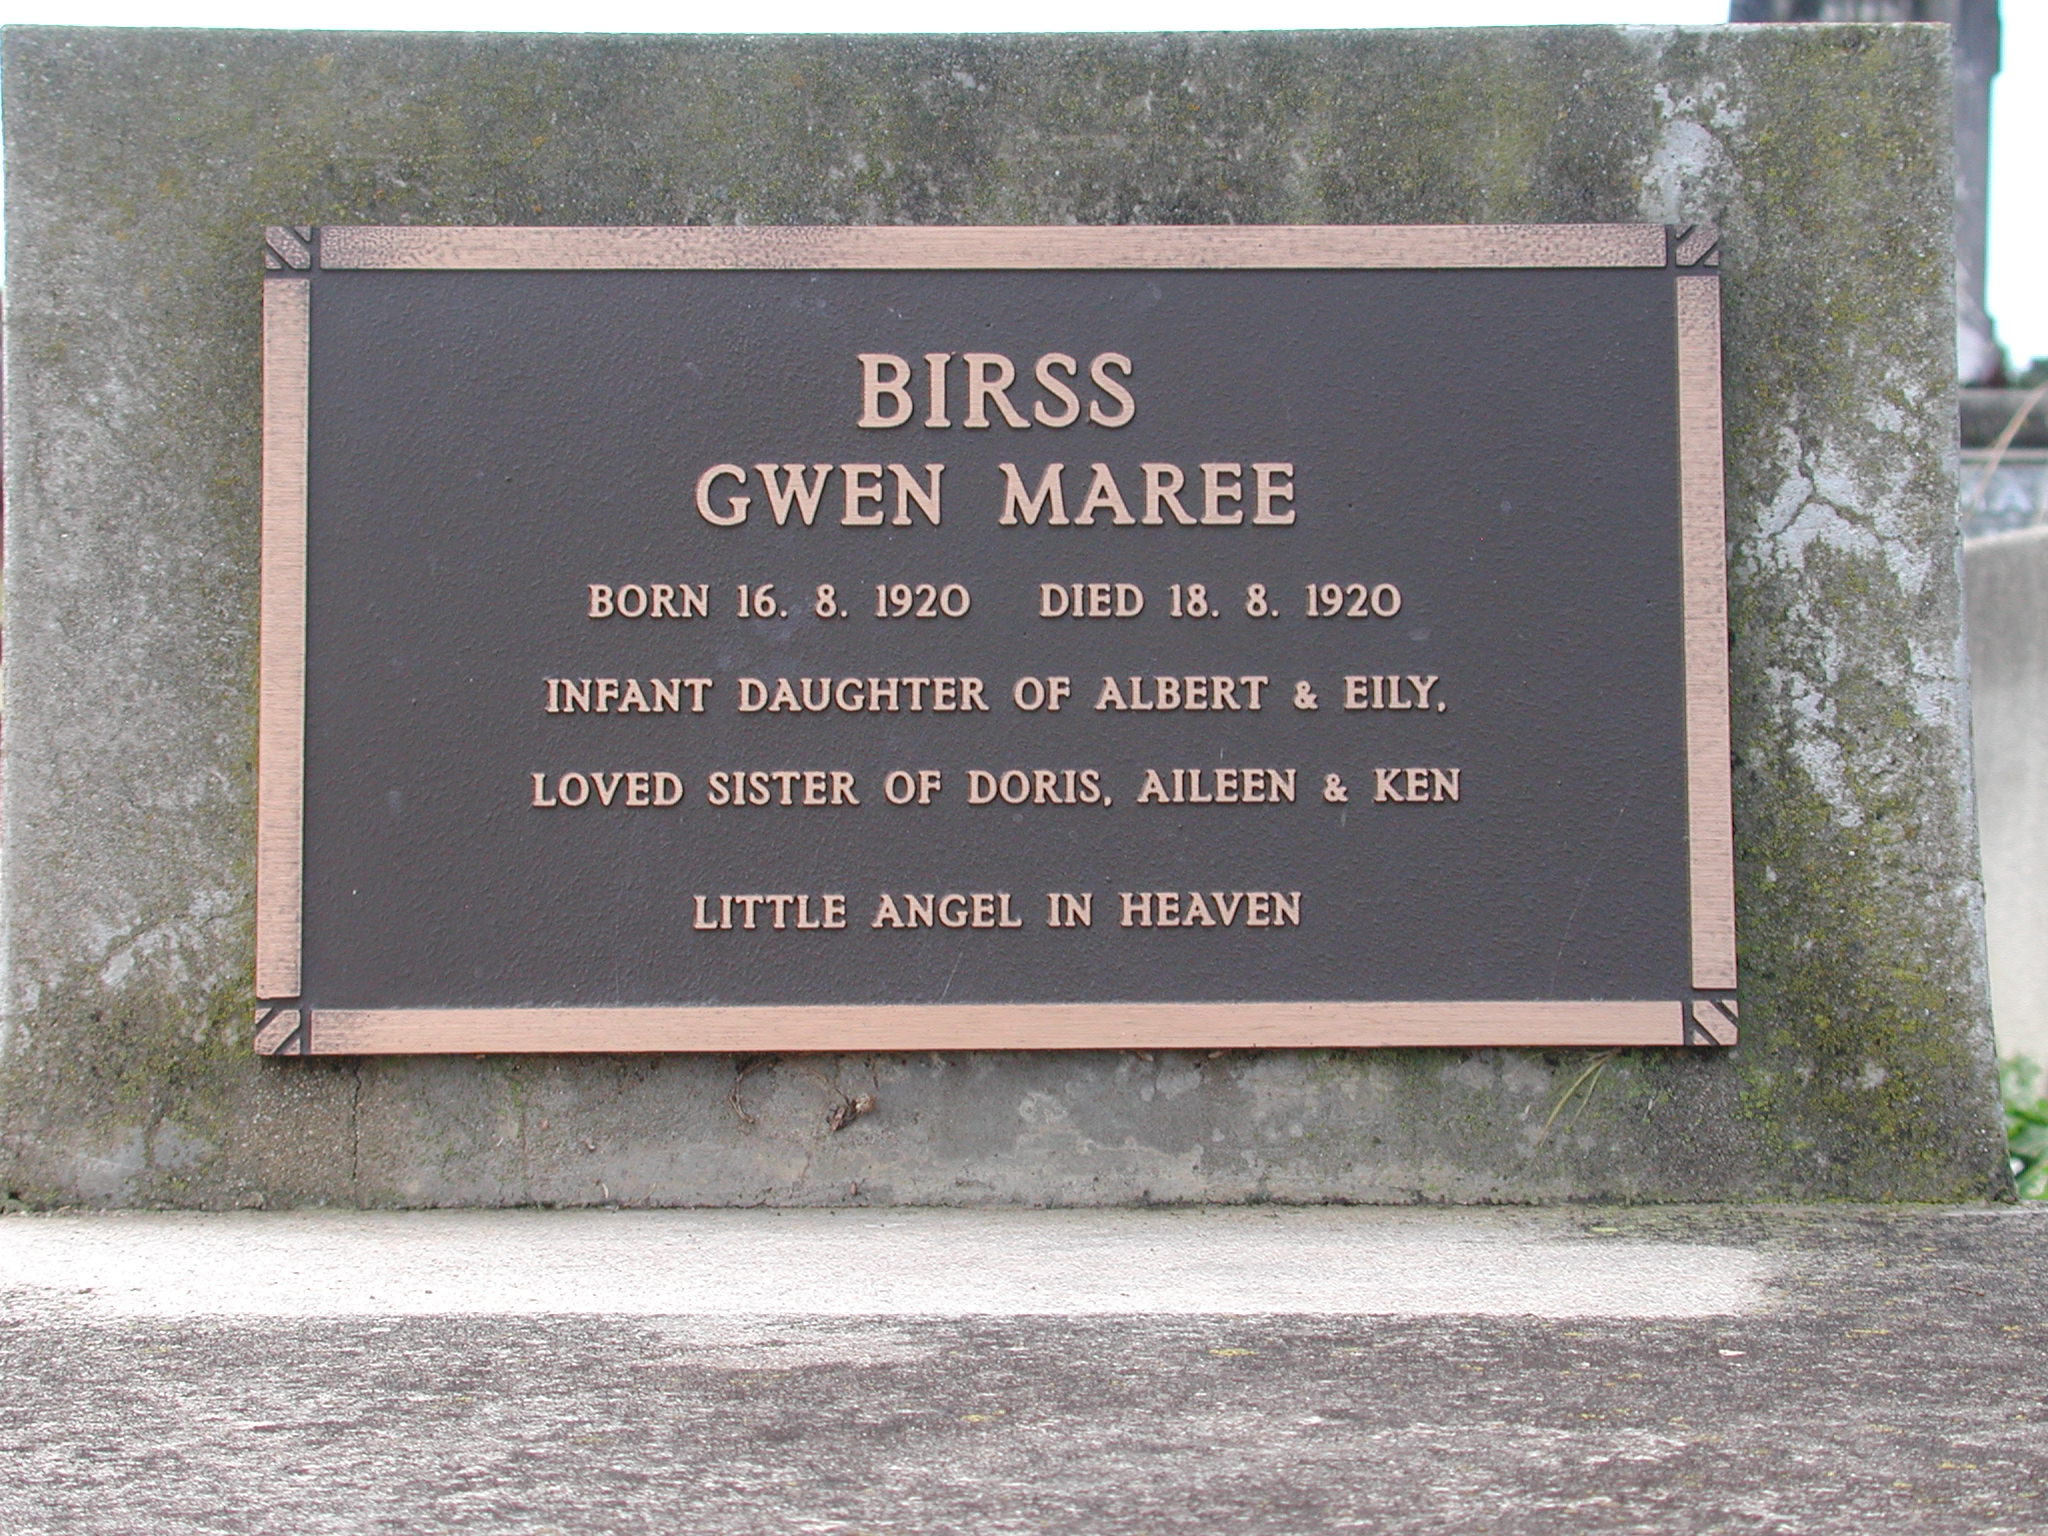 BIRSS
GWEN MAREE
BORN 16. 8. 1920 DIED 18. 8. 1920
INFANT DAUGHTER OF ALBERT & EILY,
LOVED SISTER OF DORIS, AILEEN & KEN
LITTLE ANGEL IN HEAVEN